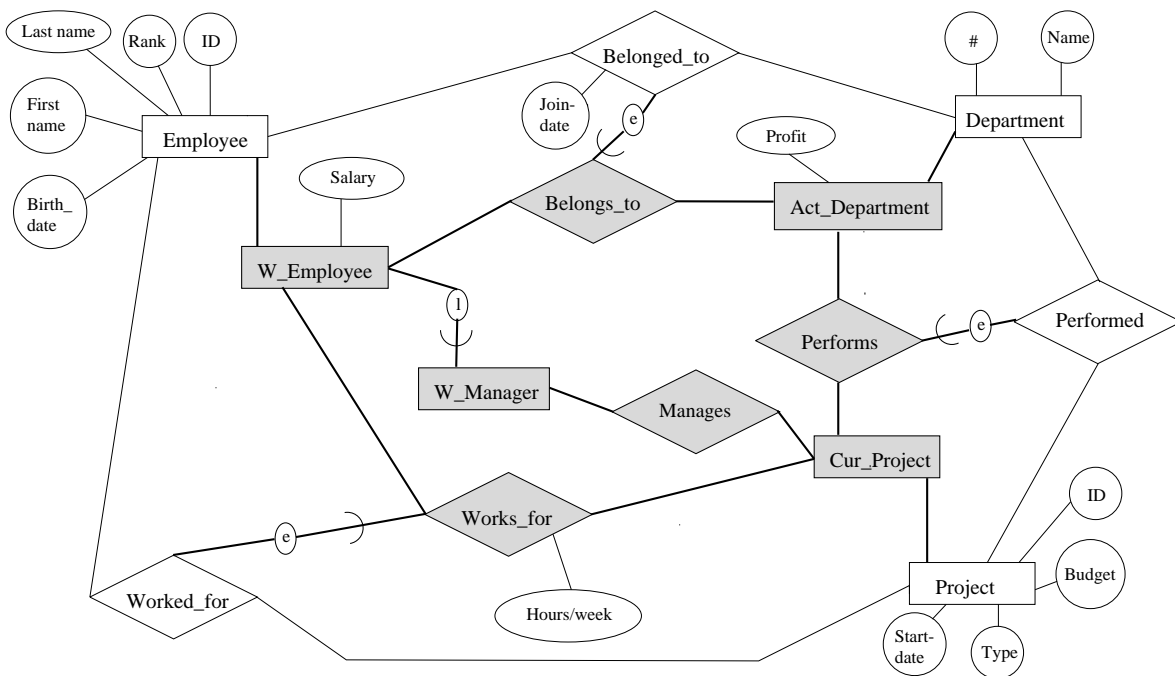 Last name
Rank
ID
Belonged_to
#
Name
First
name
Join-
date
e
Employee
Department
Profit
Birth_
date
Salary
Belongs_to
Act_Department
W_Employee
l
e
Performed
Performs
W_Manager
Manages
Cur_Project
ID
Works_for
e
Budget
Project
Worked_for
Hours/week
Start-
date
Type